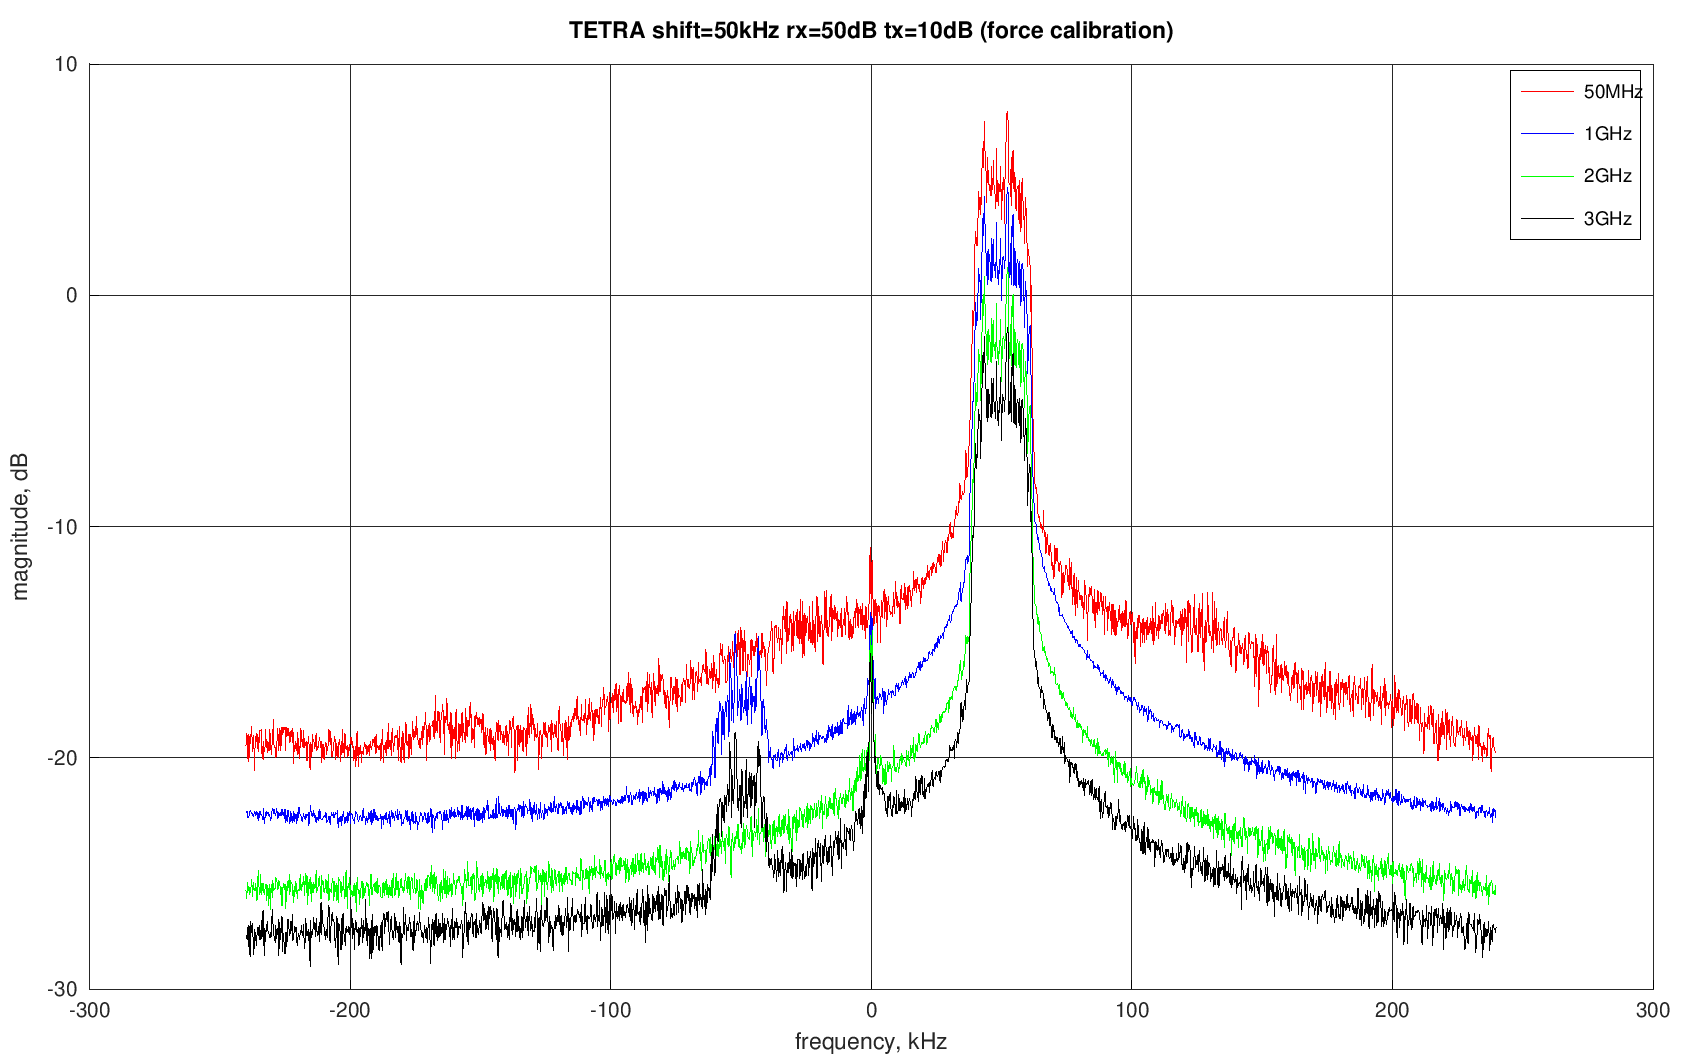 TETRA shift=50kHz rx=50dB tx=10dB (force calibration)
10
0
-10
-20
-30
magnitude, dB
50MHz
1GHz
2GHz
3GHz
-300
-200
-100
0
100
200
300
frequency, kHz